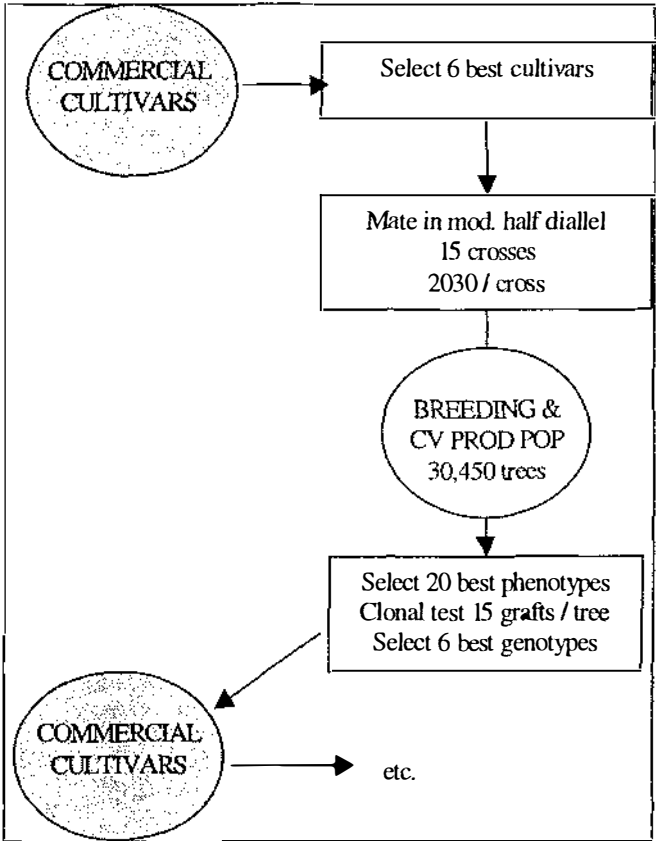 COMMERCIAL
CULTIVARS
Select 6 best cultivars
Mate in mod. half diallel
15 crosses
2030 / cross
BREEDING &
CV PROD POP
30,450 trees
Select 20 best phenotypes
Clonal test 15 grafts / tree
Select 6 best genotypes
COMMERCIAL
CULTIVARS
etc.